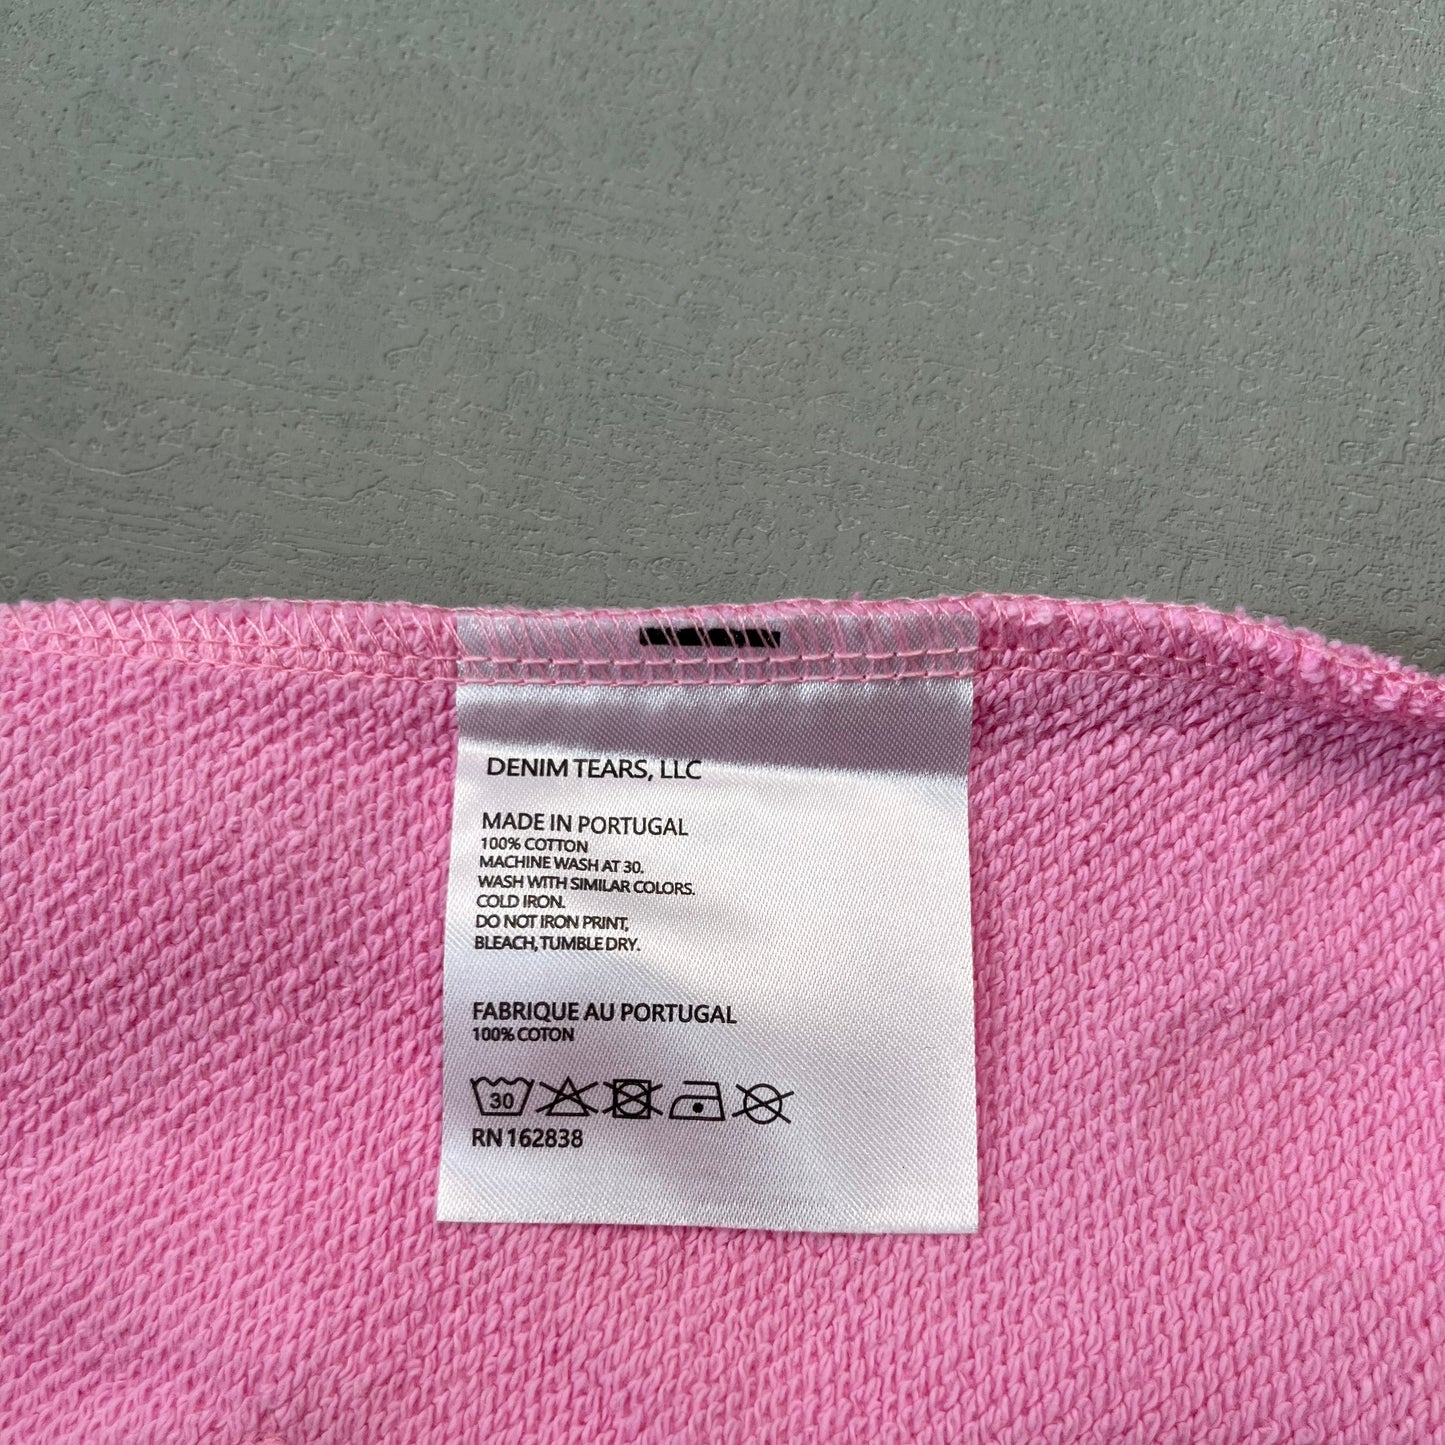 DENIM TEARS, LLC
MADE IN PORTUGAL
100% COTTON
MACHINE WASH AT 30.
WASH WITH SIMILAR COLORS.
COLD IRON.
DO NOT IRON PRINT,
BLEACH, TUMBLE DRY.
FABRIQUE AU PORTUGAL
100% COTON
30
RN 162838